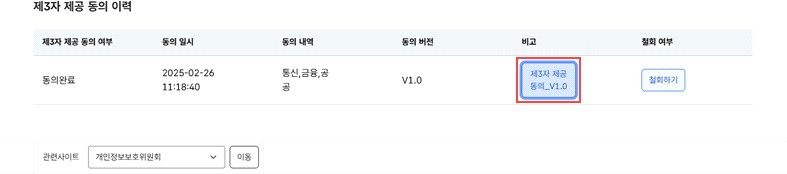 제3자 제공 동의 이력
제3자 제공 동의 여부 동의 일시 동의 내역 동의 버전 비고 철회 여부
동의완료 2025-02-26 11:18:40 통신,금융,공공 V1.0 제3자 제공 동의_V1.0 철회하기
관련사이트 개인정보보호위원회 이동